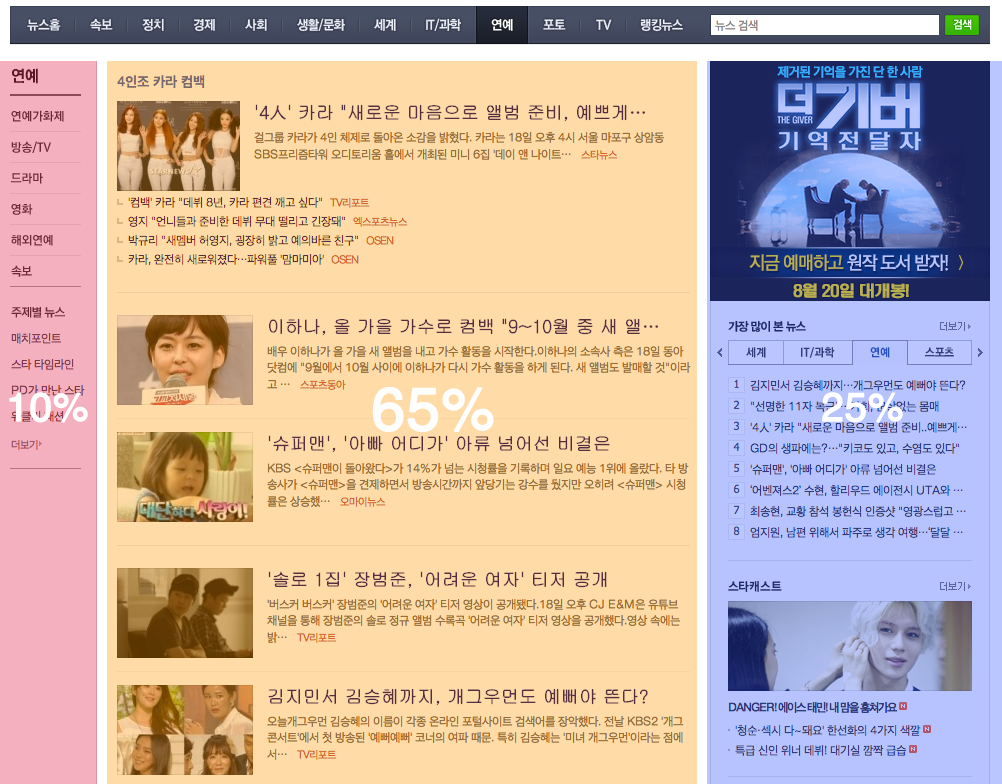 뉴스홈 속보 정치 경제 사회 생활/문화 세계 IT/과학 연예 포토 TV 랭킹뉴스 뉴스 검색 검색
연예
연예가화제
방송/TV
드라마
영화
해외연예
속보
주제별 뉴스
매치포인트
스타 타임라인
PD가 만난 스타
10%
더보기
4인조 카라 컴백
'4人' 카라 "새로운 마음으로 앨범 준비, 예쁘게…
걸그룹 카라가 4인 체제로 돌아온 소감을 밝혔다. 카라는 18일 오후 4시 서울 마포구 상암동
SBS프리즘타워 오디토리움 홀에서 개최된 미니 6집 '데이 앤 나이트… 스타뉴스
STARNEWS
'컴백' 카라 "데뷔 8년, 카라 편견 깨고 싶다" TV리포트
영지 "언니들과 준비한 데뷔 무대 떨리고 긴장돼" 엑스포츠뉴스
박규리 "새멤버 허영지, 굉장히 밝고 예의바른 친구" OSEN
카라, 완전히 새로워졌다…파워풀 '맘마미아' OSEN
이하나, 올 가을 가수로 컴백 "9~10월 중 새 앨…
배우 이하나가 올 가을 새 앨범을 내고 가수 활동을 시작한다.이하나의 소속사 측은 18일 동아
닷컴에 "9월에서 10월 사이에 이하나가 다시 가수 활동을 하게 된다. 새 앨범도 발매할 것"이라
고 … 스포츠동아
65%
'슈퍼맨', '아빠 어디가' 아류 넘어선 비결은
KBS <슈퍼맨이 돌아왔다>가 14%가 넘는 시청률을 기록하며 일요 예능 1위에 올랐다. 타 방
송사가 <슈퍼맨>을 견제하면서 방송시간까지 앞당기는 강수를 뒀지만 오히려 <슈퍼맨> 시청
률은 상승했… 오마이뉴스
대단하다 사랑이!
'솔로 1집' 장범준, '어려운 여자' 티저 공개
'버스커 버스커' 장범준의 '어려운 여자' 티저 영상이 공개됐다.18일 오후 CJ E&M은 유튜브
채널을 통해 장범준의 솔로 정규 앨범 수록곡 '어려운 여자' 티저 영상을 공개했다.영상 속에는
밝… TV리포트
김지민서 김승혜까지, 개그우먼도 예뻐야 뜬다?
오늘개그우먼 김승혜의 이름이 각종 온라인 포털사이트 검색어를 장악했다. 전날 KBS2 '개그
콘서트'에서 첫 방송된 '예뻐예뻐' 코너의 여파 때문. 특히 김승혜는 '미녀 개그우먼'이라는 점에
서… TV리포트
제거된 기억을 가진 단 한 사람
더 기버
THE GIVER
기억전달자
지금 예매하고 원작 도서 받자! 〉
8월 20일 대개봉!
가장 많이 본 뉴스 더보기
세계 IT/과학 연예 스포츠
1 김지민서 김승혜까지…개그우먼도 예뻐야 뜬다?
2 "선명한 11자 복근" 없는 몸매
25%
3 '4人' 카라 "새로운 마음으로 앨범 준비..예쁘게…
4 GD의 생파에는?…"키코도 있고, 수영도 있다"
5 '슈퍼맨', '아빠 어디가' 아류 넘어선 비결은
6 '어벤져스2' 수현, 할리우드 에이전시 UTA와 …
7 최송현, 교황 참석 봉헌식 인증샷 "영광스럽고 …
8 엄지원, 남편 위해서 파주로 생각 여행…'달달 …
스타캐스트 더보기
DANGER! 에이스 태민! 내 맘을 훔쳐가요 N
'청순·섹시 다~돼요' 한선화의 4가지 색깔 N
특급 신인 위너 데뷔! 대기실 깜짝 급습 N